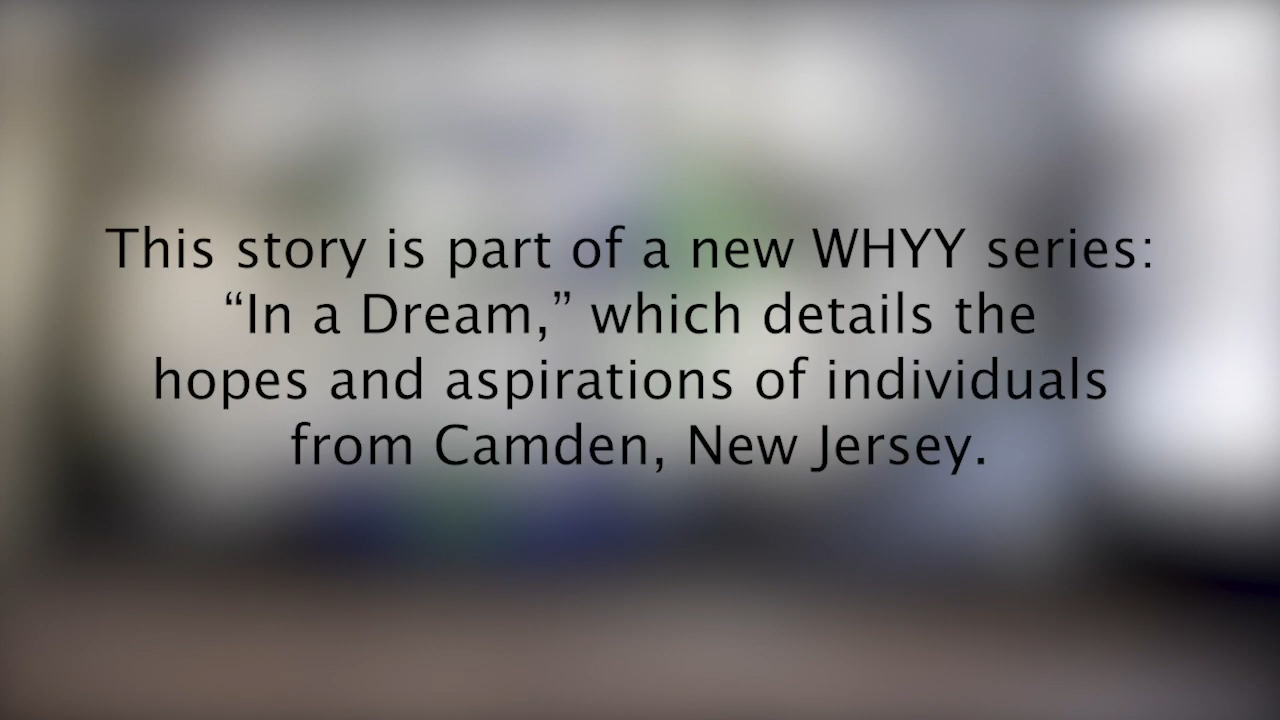 This story is part of a new WHYY series:
“In a Dream,” which details the
hopes and aspirations of individuals
from Camden, New Jersey.